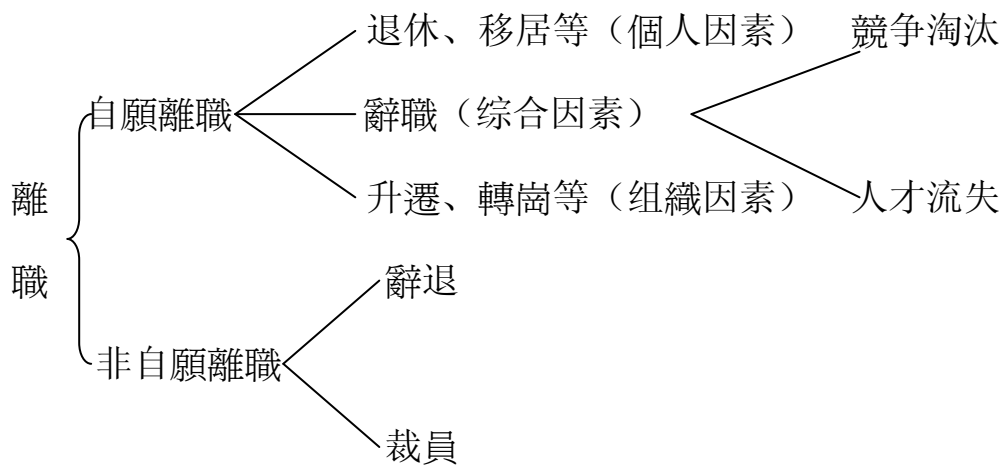 退休、移居等（個人因素） 競争淘汰
自願離職 辭職（综合因素）
離 升遷、轉崗等（组織因素） 人才流失
職 辭退
非自願離職
裁員